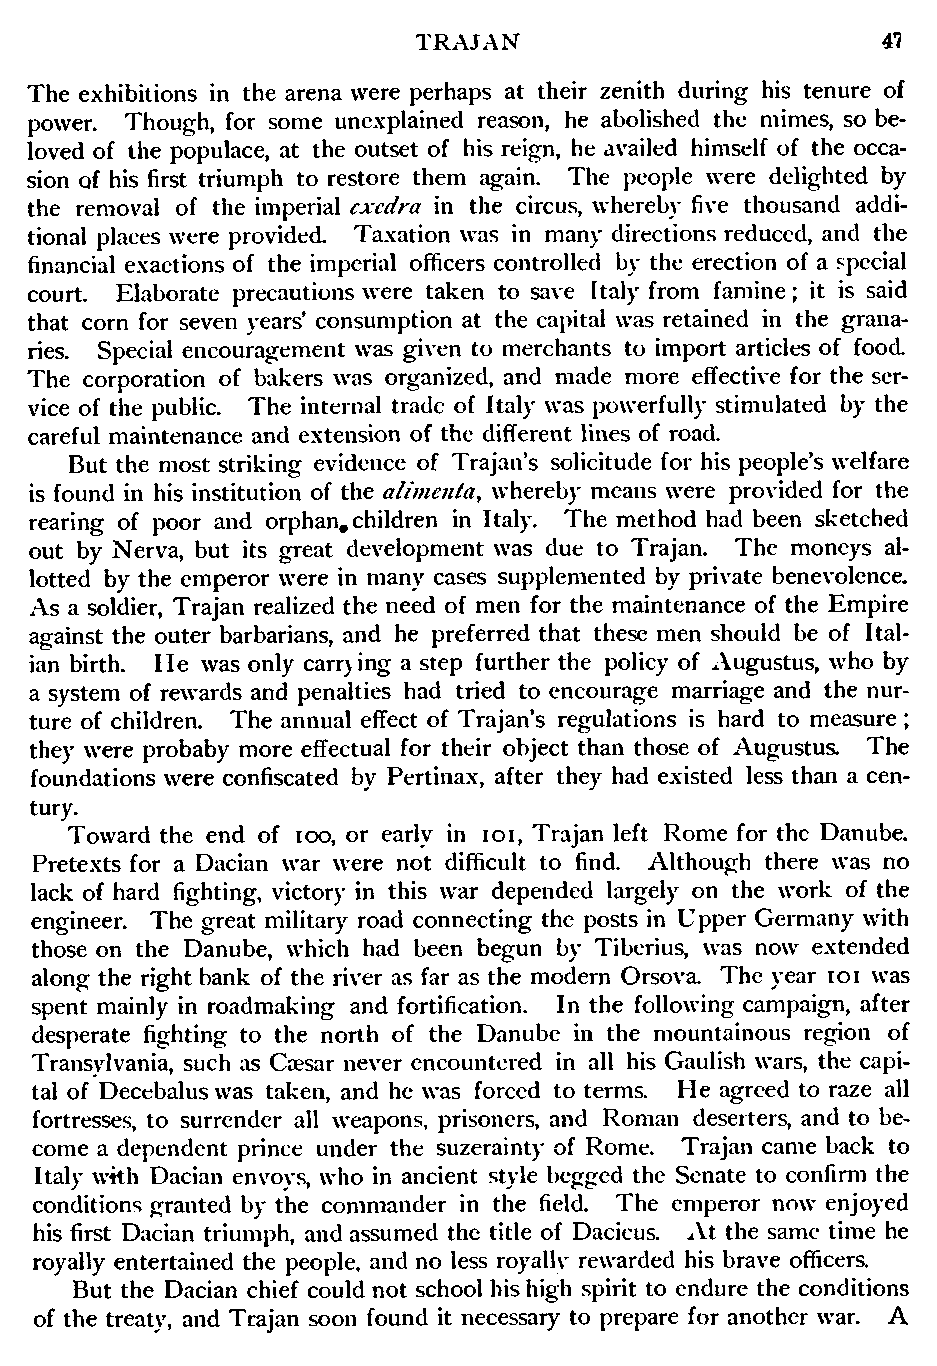 TRAJAN 47
The exhibitions in the arena were perhaps at their zenith during his tenure of
power. Though, for some unexplained reason, he abolished the mimes, so be-
loved of the populace, at the outset of his reign, he availed himself of the occa-
sion of his first triumph to restore them again. The people were delighted by
the removal of the imperial exedra in the circus, whereby five thousand addi-
tional places were provided. Taxation was in many directions reduced, and the
financial exactions of the imperial officers controlled by the erection of a special
court. Elaborate precautions were taken to save Italy from famine; it is said
that corn for seven years' consumption at the capital was retained in the grana-
ries. Special encouragement was given to merchants to import articles of food.
The corporation of bakers was organized, and made more effective for the ser-
vice of the public. The internal trade of Italy was powerfully stimulated by the
careful maintenance and extension of the different lines of road.
But the most striking evidence of Trajan's solicitude for his people's welfare
is found in his institution of the alimenta, whereby means were provided for the
rearing of poor and orphan children in Italy. The method had been sketched
out by Nerva, but its great development was due to Trajan. The moneys al-
lotted by the emperor were in many cases supplemented by private benevolence.
As a soldier, Trajan realized the need of men for the maintenance of the Empire
against the outer barbarians, and he preferred that these men should be of Ital-
ian birth. He was only carrying a step further the policy of Augustus, who by
a system of rewards and penalties had tried to encourage marriage and the nur-
ture of children. The annual effect of Trajan's regulations is hard to measure;
they were probaby more effectual for their object than those of Augustus. The
foundations were confiscated by Pertinax, after they had existed less than a cen-
tury.
Toward the end of 100, or early in 101, Trajan left Rome for the Danube.
Pretexts for a Dacian war were not difficult to find. Although there was no
lack of hard fighting, victory in this war depended largely on the work of the
engineer. The great military road connecting the posts in Upper Germany with
those on the Danube, which had been begun by Tiberius, was now extended
along the right bank of the river as far as the modern Orsova. The year 101 was
spent mainly in roadmaking and fortification. In the following campaign, after
desperate fighting to the north of the Danube in the mountainous region of
Transylvania, such as Cæsar never encountered in all his Gaulish wars, the capi-
tal of Decebalus was taken, and he was forced to terms. He agreed to raze all
fortresses, to surrender all weapons, prisoners, and Roman deserters, and to be-
come a dependent prince under the suzerainty of Rome. Trajan came back to
Italy with Dacian envoys, who in ancient style begged the Senate to confirm the
conditions granted by the commander in the field. The emperor now enjoyed
his first Dacian triumph, and assumed the title of Dacicus. At the same time he
royally entertained the people, and no less royally rewarded his brave officers.
But the Dacian chief could not school his high spirit to endure the conditions
of the treaty, and Trajan soon found it necessary to prepare for another war. A